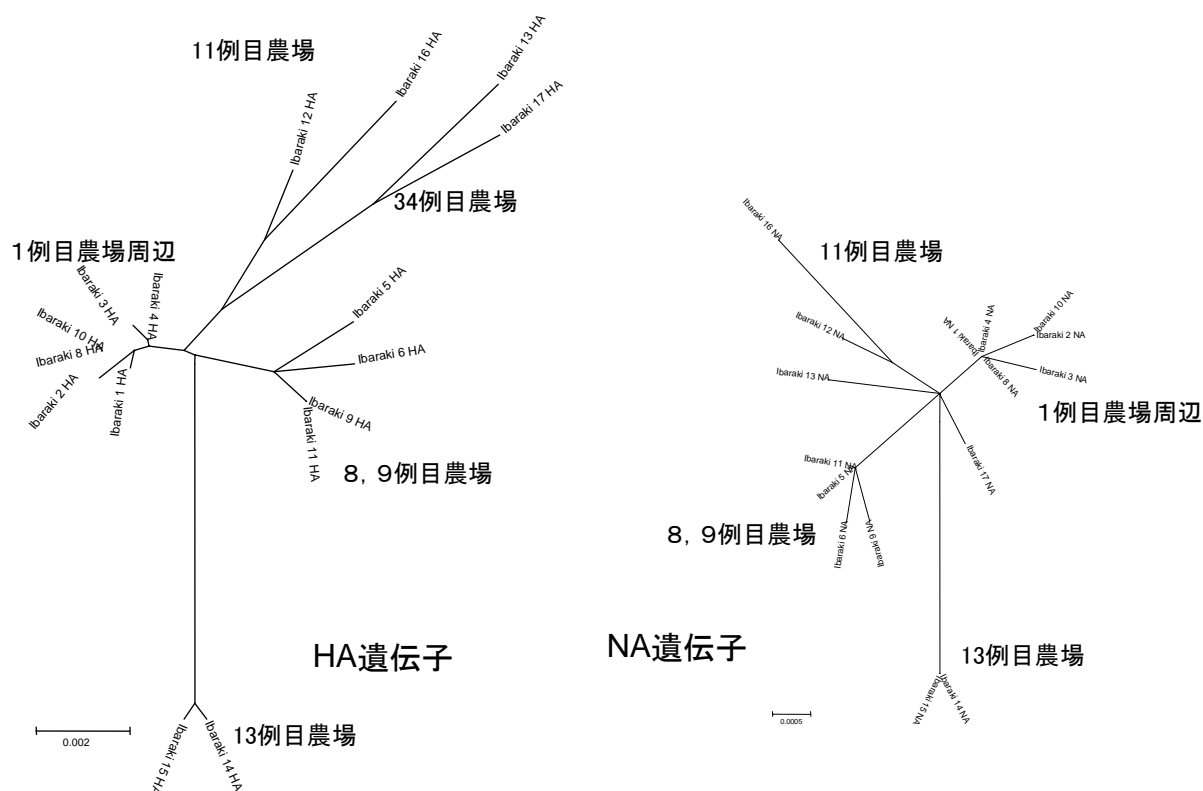 11例目農場
Ibaraki 12 HA
Ibaraki 16 HA
Ibaraki 13 HA
Ibaraki 17 HA
34例目農場
１例目農場周辺
Ibaraki 3 HA
Ibaraki 4 HA
Ibaraki 10 HA
Ibaraki 8 HA
Ibaraki 2 HA
Ibaraki 1 HA
Ibaraki 5 HA
Ibaraki 6 HA
Ibaraki 9 HA
Ibaraki 11 HA
８，９例目農場
HA遺伝子
13例目農場
Ibaraki 15 HA
Ibaraki 14 HA
0.002
Ibaraki 16 NA
11例目農場
Ibaraki 12 NA
Ibaraki 13 NA
Ibaraki 1 NA
Ibaraki 4 NA
Ibaraki 10 NA
Ibaraki 2 NA
Ibaraki 8 NA
Ibaraki 3 NA
１例目農場周辺
Ibaraki 17 NA
Ibaraki 11 NA
Ibaraki 5 NA
Ibaraki 6 NA
Ibaraki 9 NA
８，９例目農場
NA遺伝子
13例目農場
Ibaraki 15 NA
Ibaraki 14 NA
0.0005